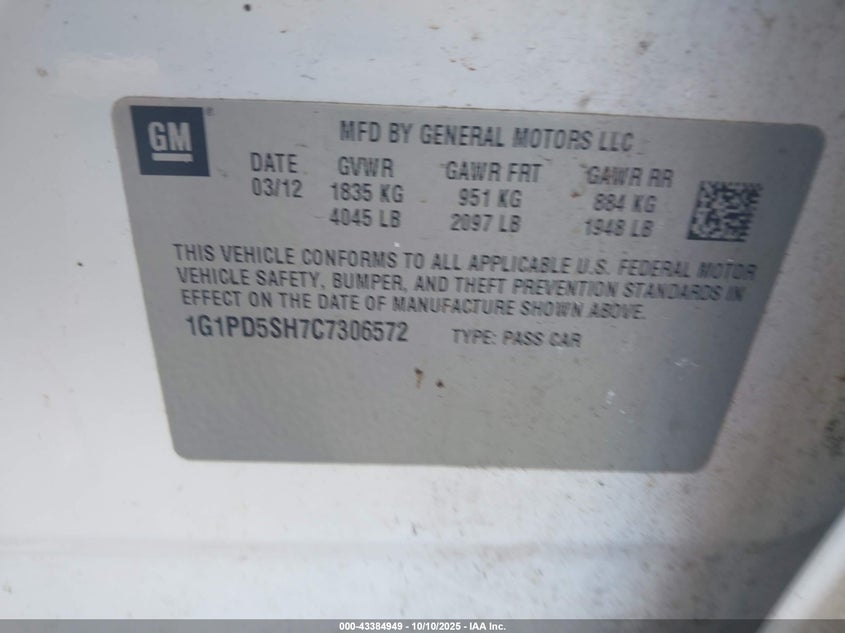 GM®
MFD BY GENERAL MOTORS LLC
DATE GVWR GAWR FRT GAWR RR
03/12 1835 KG 951 KG 884 KG
4045 LB 2097 LB 1948 LB
THIS VEHICLE CONFORMS TO ALL APPLICABLE U.S. FEDERAL MOTOR
VEHICLE SAFETY, BUMPER, AND THEFT PREVENTION STANDARDS IN
EFFECT ON THE DATE OF MANUFACTURE SHOWN ABOVE.
1G1PD5SH7C7306572 TYPE: PASS CAR
000-43384949 - 10/10/2025 - IAA Inc.